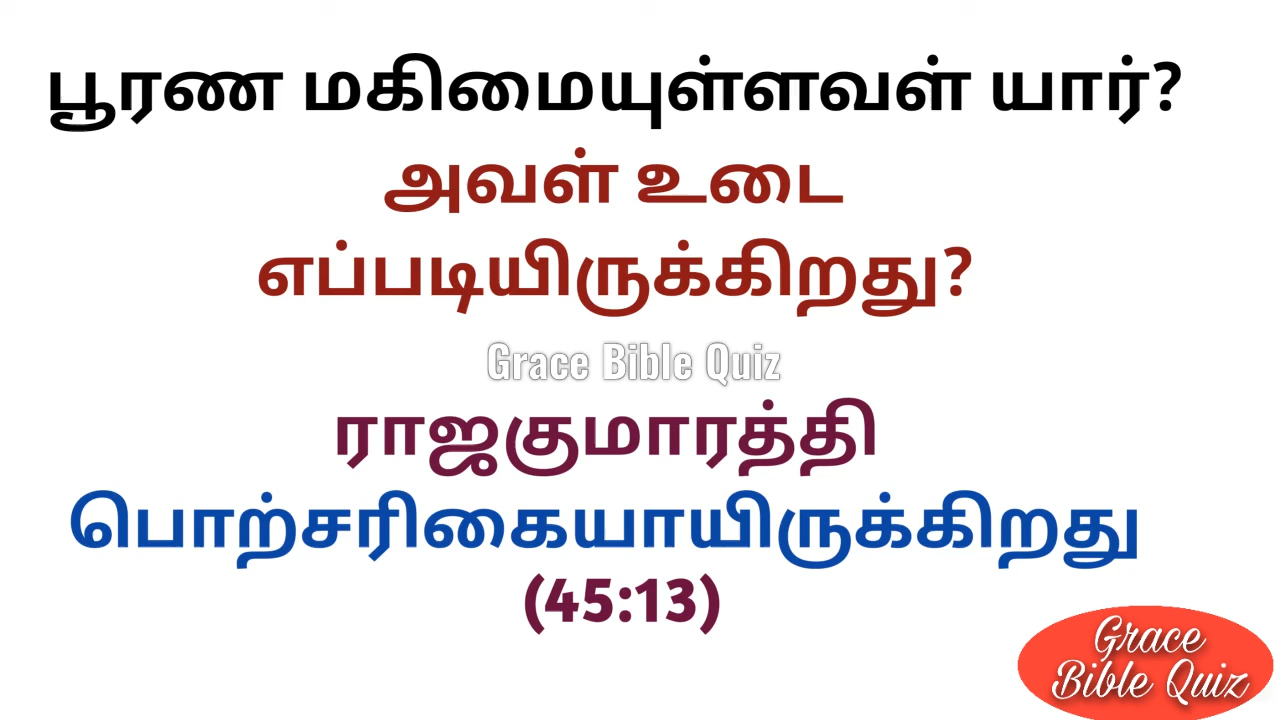 பூரண மகிமையுள்ளவள் யார்?
அவள் உடை
எப்படியிருக்கிறது?
Grace Bible Quiz
ராஜகுமாரத்தி
பொற்சரிகையாயிருக்கிறது
(45:13)
Grace
Bible Quiz